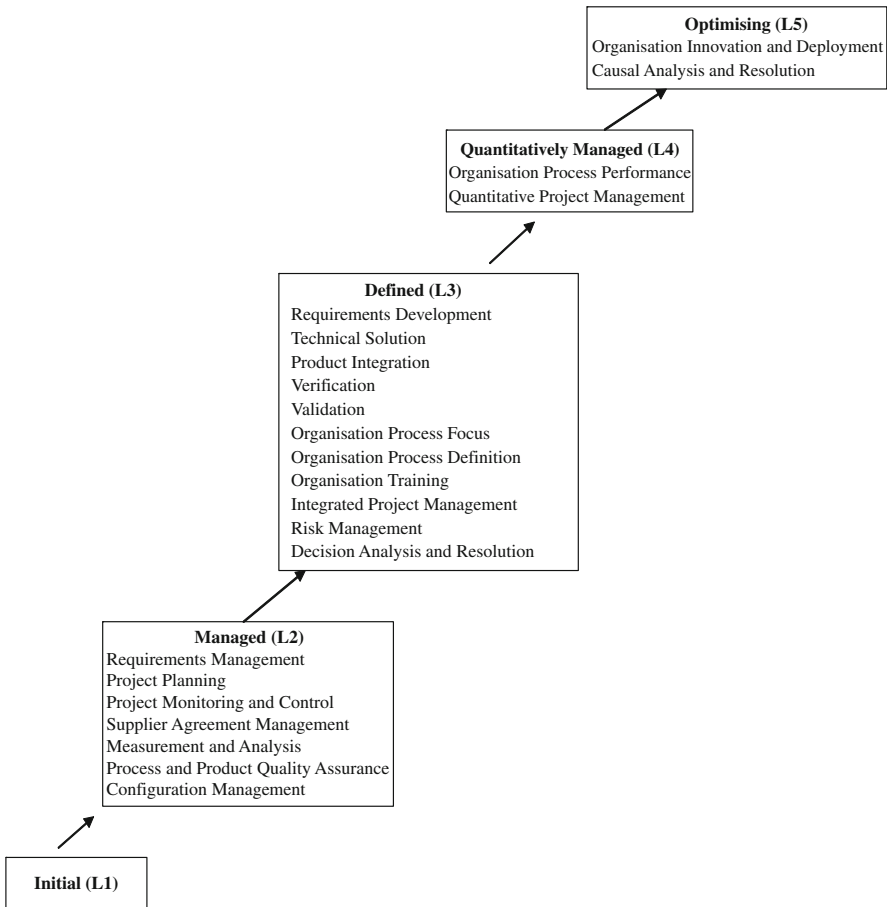 Optimising (L5)
Organisation Innovation and Deployment
Causal Analysis and Resolution
Quantitatively Managed (L4)
Organisation Process Performance
Quantitative Project Management
Defined (L3)
Requirements Development
Technical Solution
Product Integration
Verification
Validation
Organisation Process Focus
Organisation Process Definition
Organisation Training
Integrated Project Management
Risk Management
Decision Analysis and Resolution
Managed (L2)
Requirements Management
Project Planning
Project Monitoring and Control
Supplier Agreement Management
Measurement and Analysis
Process and Product Quality Assurance
Configuration Management
Initial (L1)